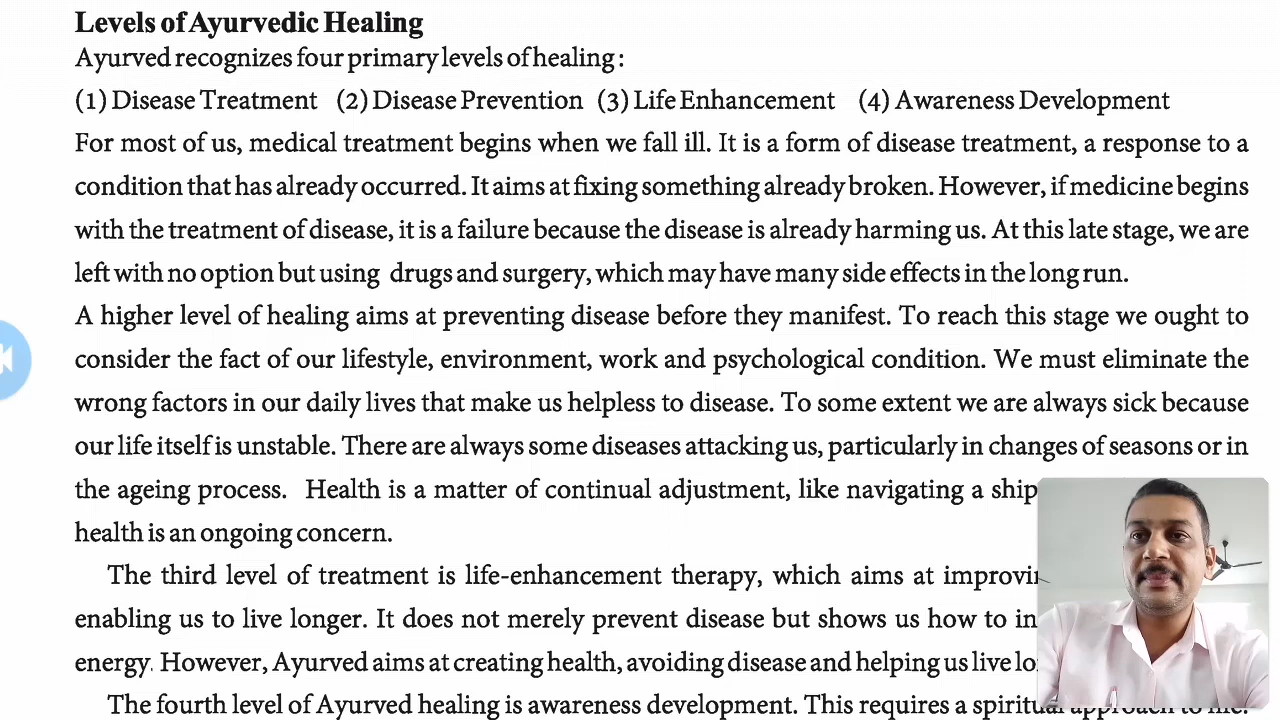 Levels of Ayurvedic Healing
Ayurved recognizes four primary levels of healing :
(1) Disease Treatment (2) Disease Prevention (3) Life Enhancement (4) Awareness Development
For most of us, medical treatment begins when we fall ill. It is a form of disease treatment, a response to a
condition that has already occurred. It aims at fixing something already broken. However, if medicine begins
with the treatment of disease, it is a failure because the disease is already harming us. At this late stage, we are
left with no option but using drugs and surgery, which may have many side effects in the long run.
A higher level of healing aims at preventing disease before they manifest. To reach this stage we ought to
consider the fact of our lifestyle, environment, work and psychological condition. We must eliminate the
wrong factors in our daily lives that make us helpless to disease. To some extent we are always sick because
our life itself is unstable. There are always some diseases attacking us, particularly in changes of seasons or in
the ageing process. Health is a matter of continual adjustment, like navigating a ship
health is an ongoing concern.
The third level of treatment is life-enhancement therapy, which aims at
enabling us to live longer. It does not merely prevent disease but shows us how to
energy. However, Ayurved aims at creating health, avoiding disease and helping us live
The fourth level of Ayurved healing is awareness development. This requires a spiritual approach to life.